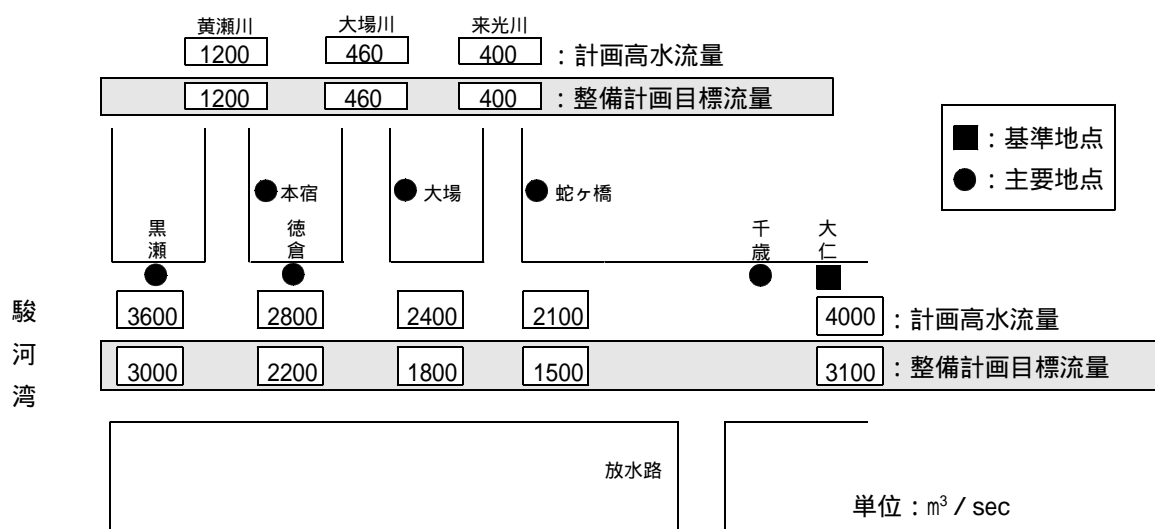 黄瀬川 大場川 来光川
1200 460 400 ：計画高水流量
1200 460 400 ：整備計画目標流量
■：基準地点
●：主要地点
本宿 大場 蛇ヶ橋
黒瀬 徳倉 千歳 大仁
駿河湾
3600 2800 2400 2100 4000 ：計画高水流量
3000 2200 1800 1500 3100 ：整備計画目標流量
放水路
単位：m³／sec